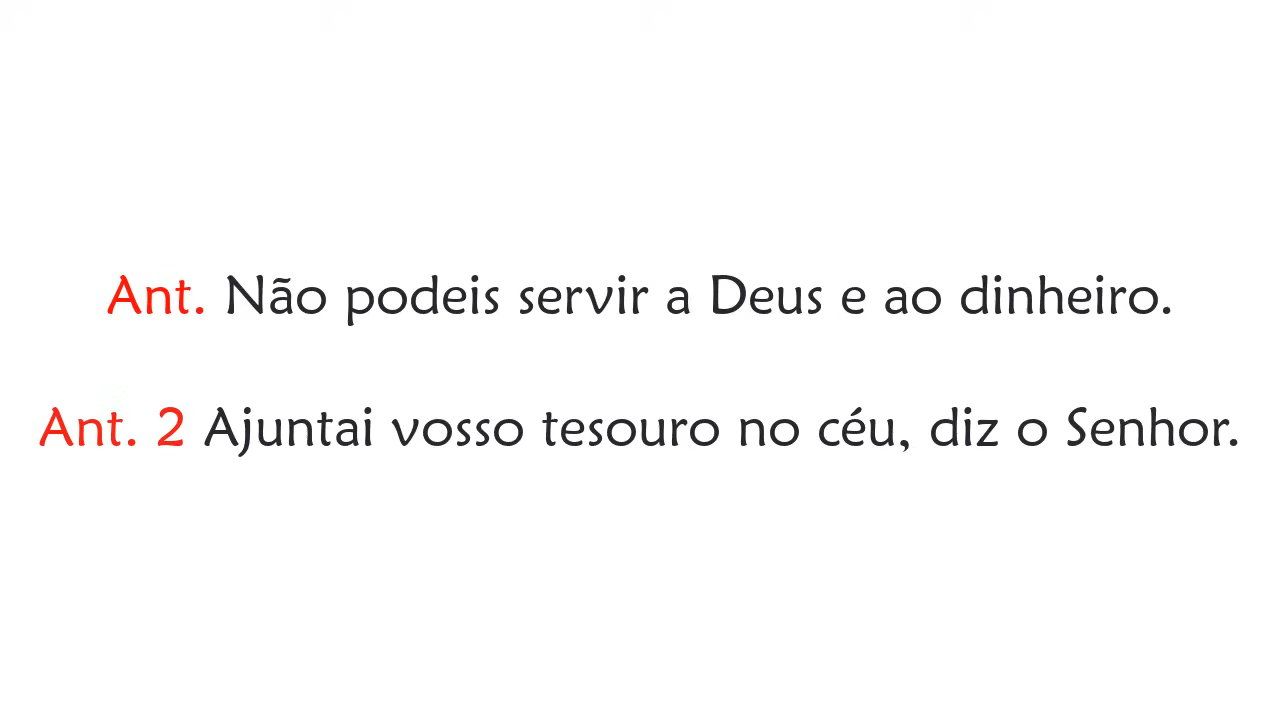 Ant. Não podeis servir a Deus e ao dinheiro.
Ant. 2 Ajuntai vosso tesouro no céu, diz o Senhor.